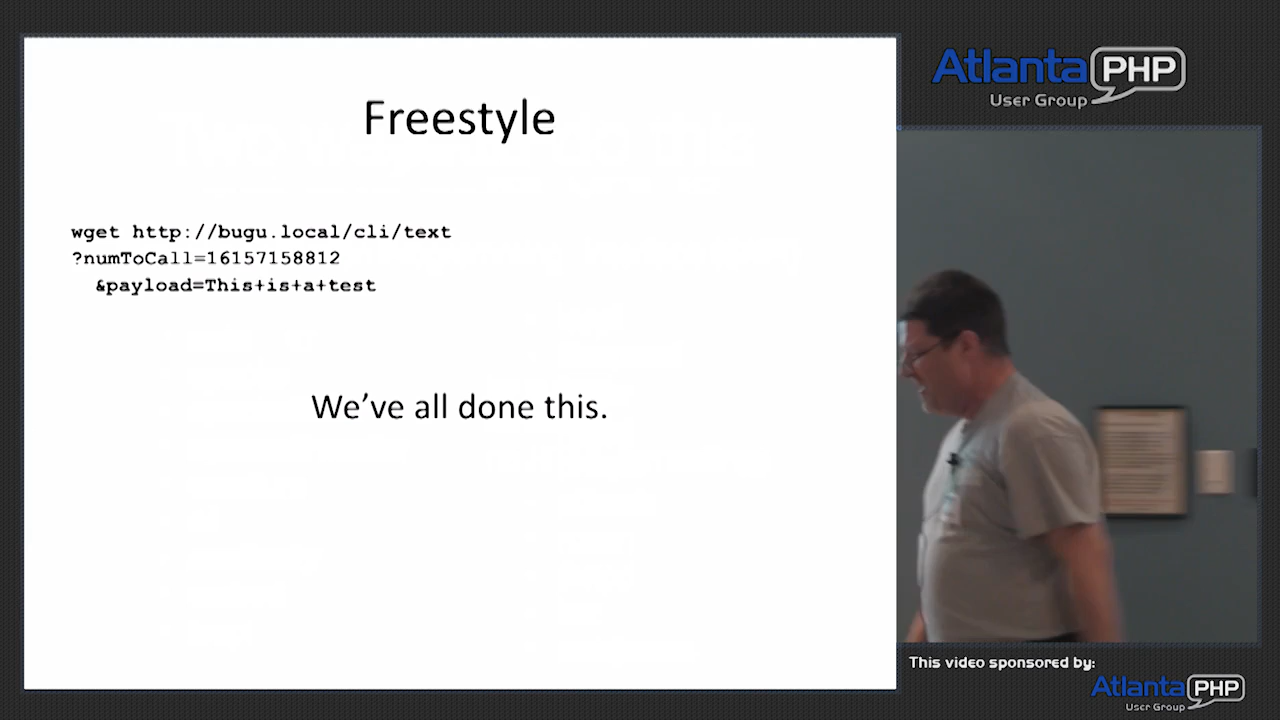 Freestyle
wget http://bugu.local/cli/text
?numToCall=16157158812
&payload=This+is+a+test
We've all done this.
Atlanta PHP
User Group
This video sponsored by:
Atlanta PHP
User Group